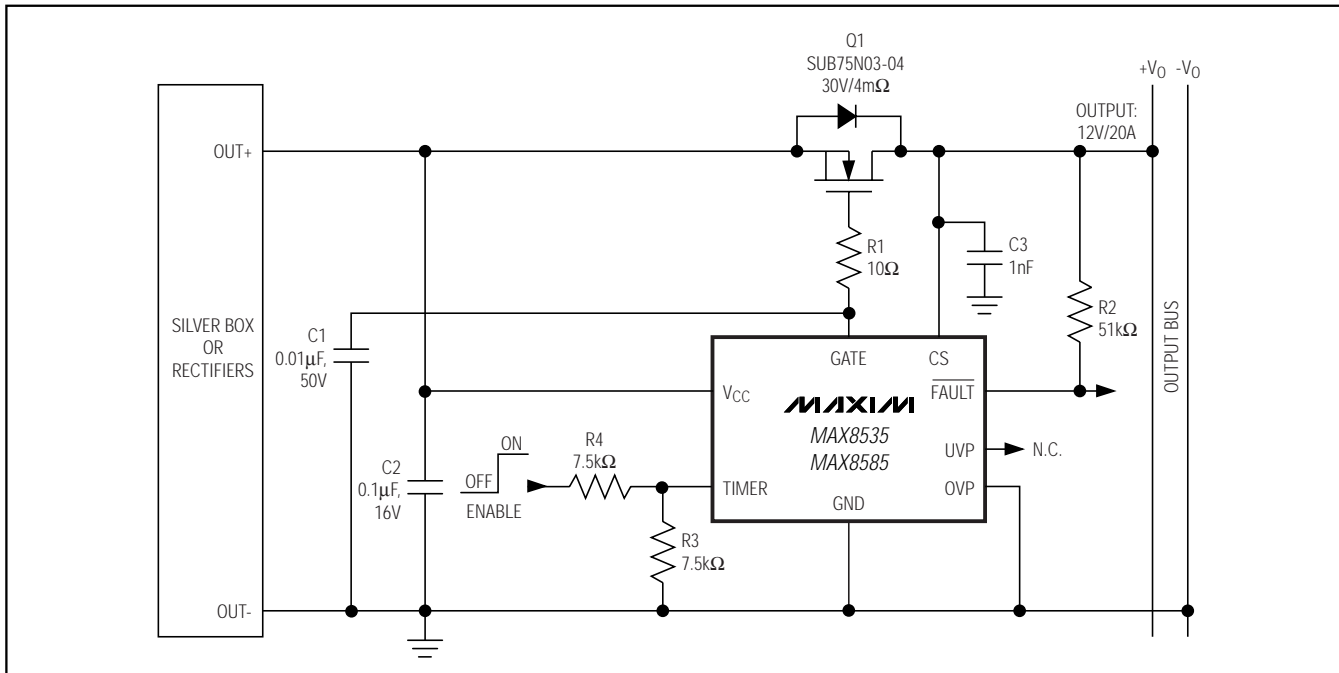 Q1
SUB75N03-04
30V/4mΩ
+VO -VO
OUTPUT:
12V/20A
OUT+
R1
10Ω
C3
1nF
R2
51kΩ
SILVER BOX
OR
RECTIFIERS
C1
0.01μF,
50V
GATE
CS
OUTPUT BUS
VCC
MAXIM
FAULT
MAX8535
MAX8585
ON
R4
7.5kΩ
UVP
N.C.
C2
0.1μF,
16V
OFF
ENABLE
TIMER
OVP
GND
R3
7.5kΩ
OUT-